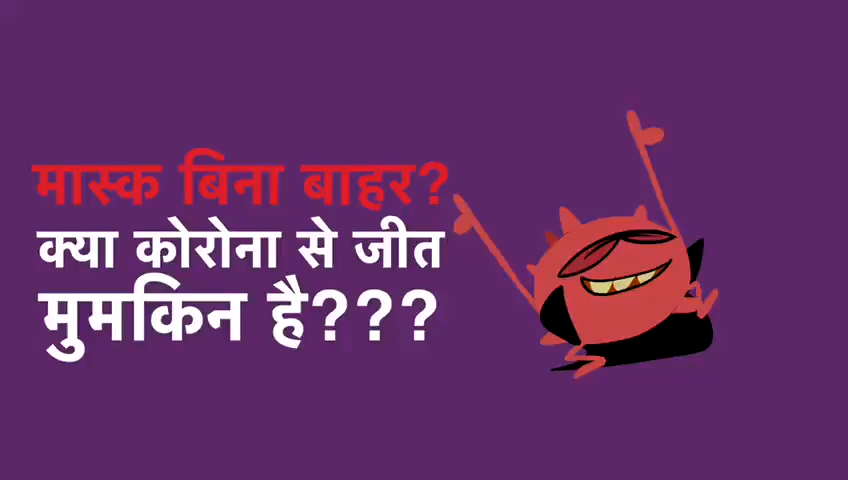 मास्क बिना बाहर?
क्या कोरोना से जीत
मुमकिन है???